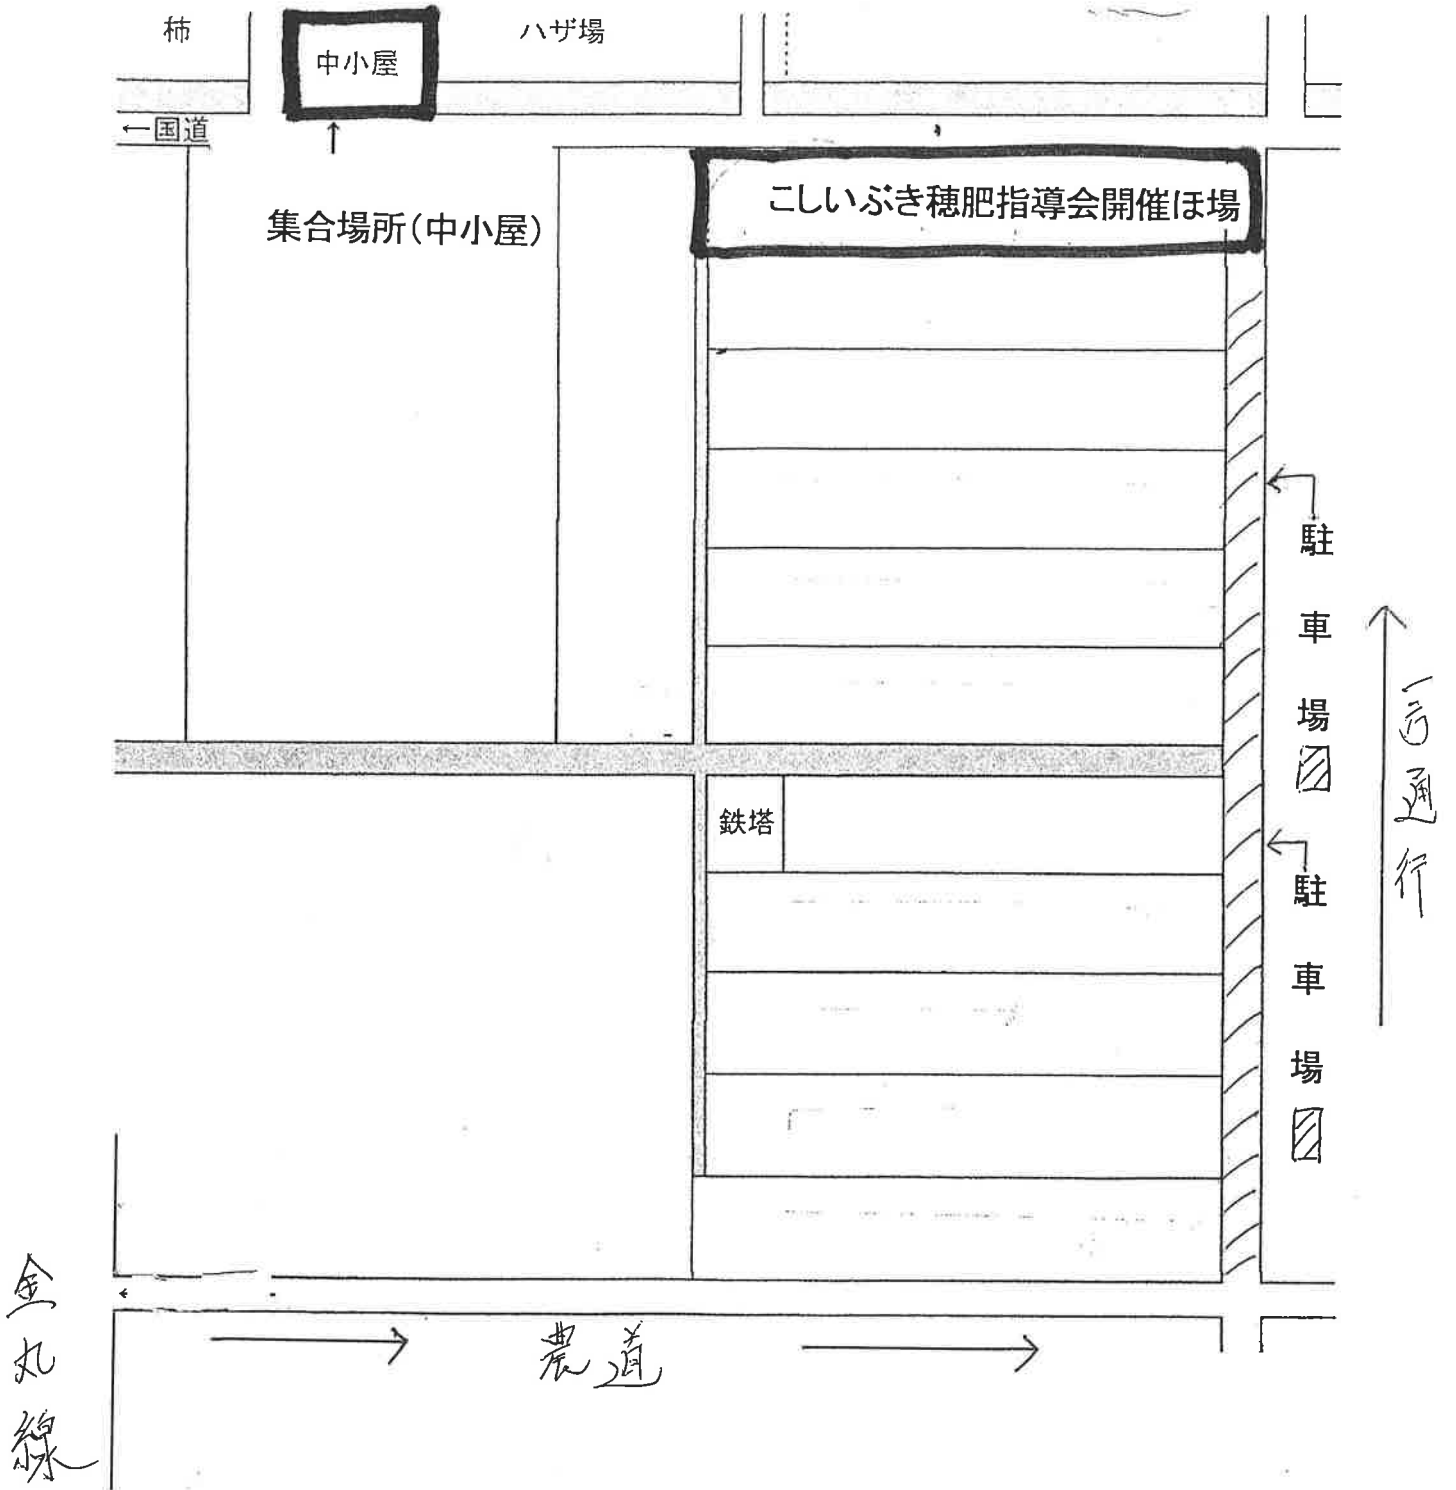 柿
ハザ場
中小屋
←国道
↑
集合場所(中小屋)
こしいぶき穂肥指導会開催ほ場
駐車場
鉄塔
駐車場
一方通行
農道
金丸線